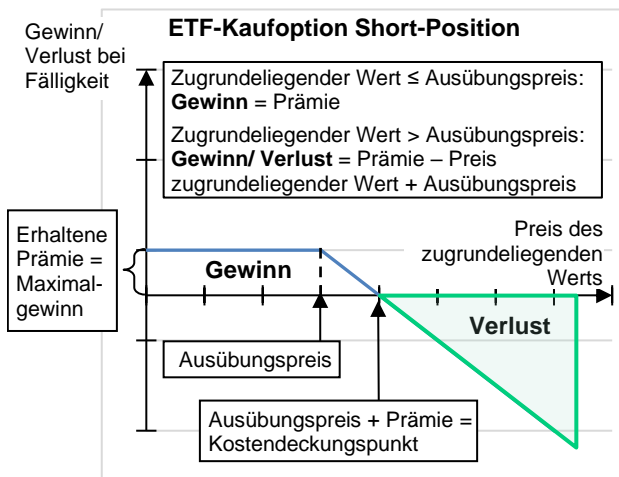 Gewinn/
Verlust bei
Fälligkeit
ETF-Kaufoption Short-Position
Zugrundeliegender Wert ≤ Ausübungspreis:
Gewinn = Prämie
Zugrundeliegender Wert > Ausübungspreis:
Gewinn/ Verlust = Prämie – Preis
zugrundeliegender Wert + Ausübungspreis
Erhaltene
Prämie =
Maximal-
gewinn
Gewinn
Preis des
zugrundeliegenden
Werts
Verlust
Ausübungspreis
Ausübungspreis + Prämie =
Kostendeckungspunkt